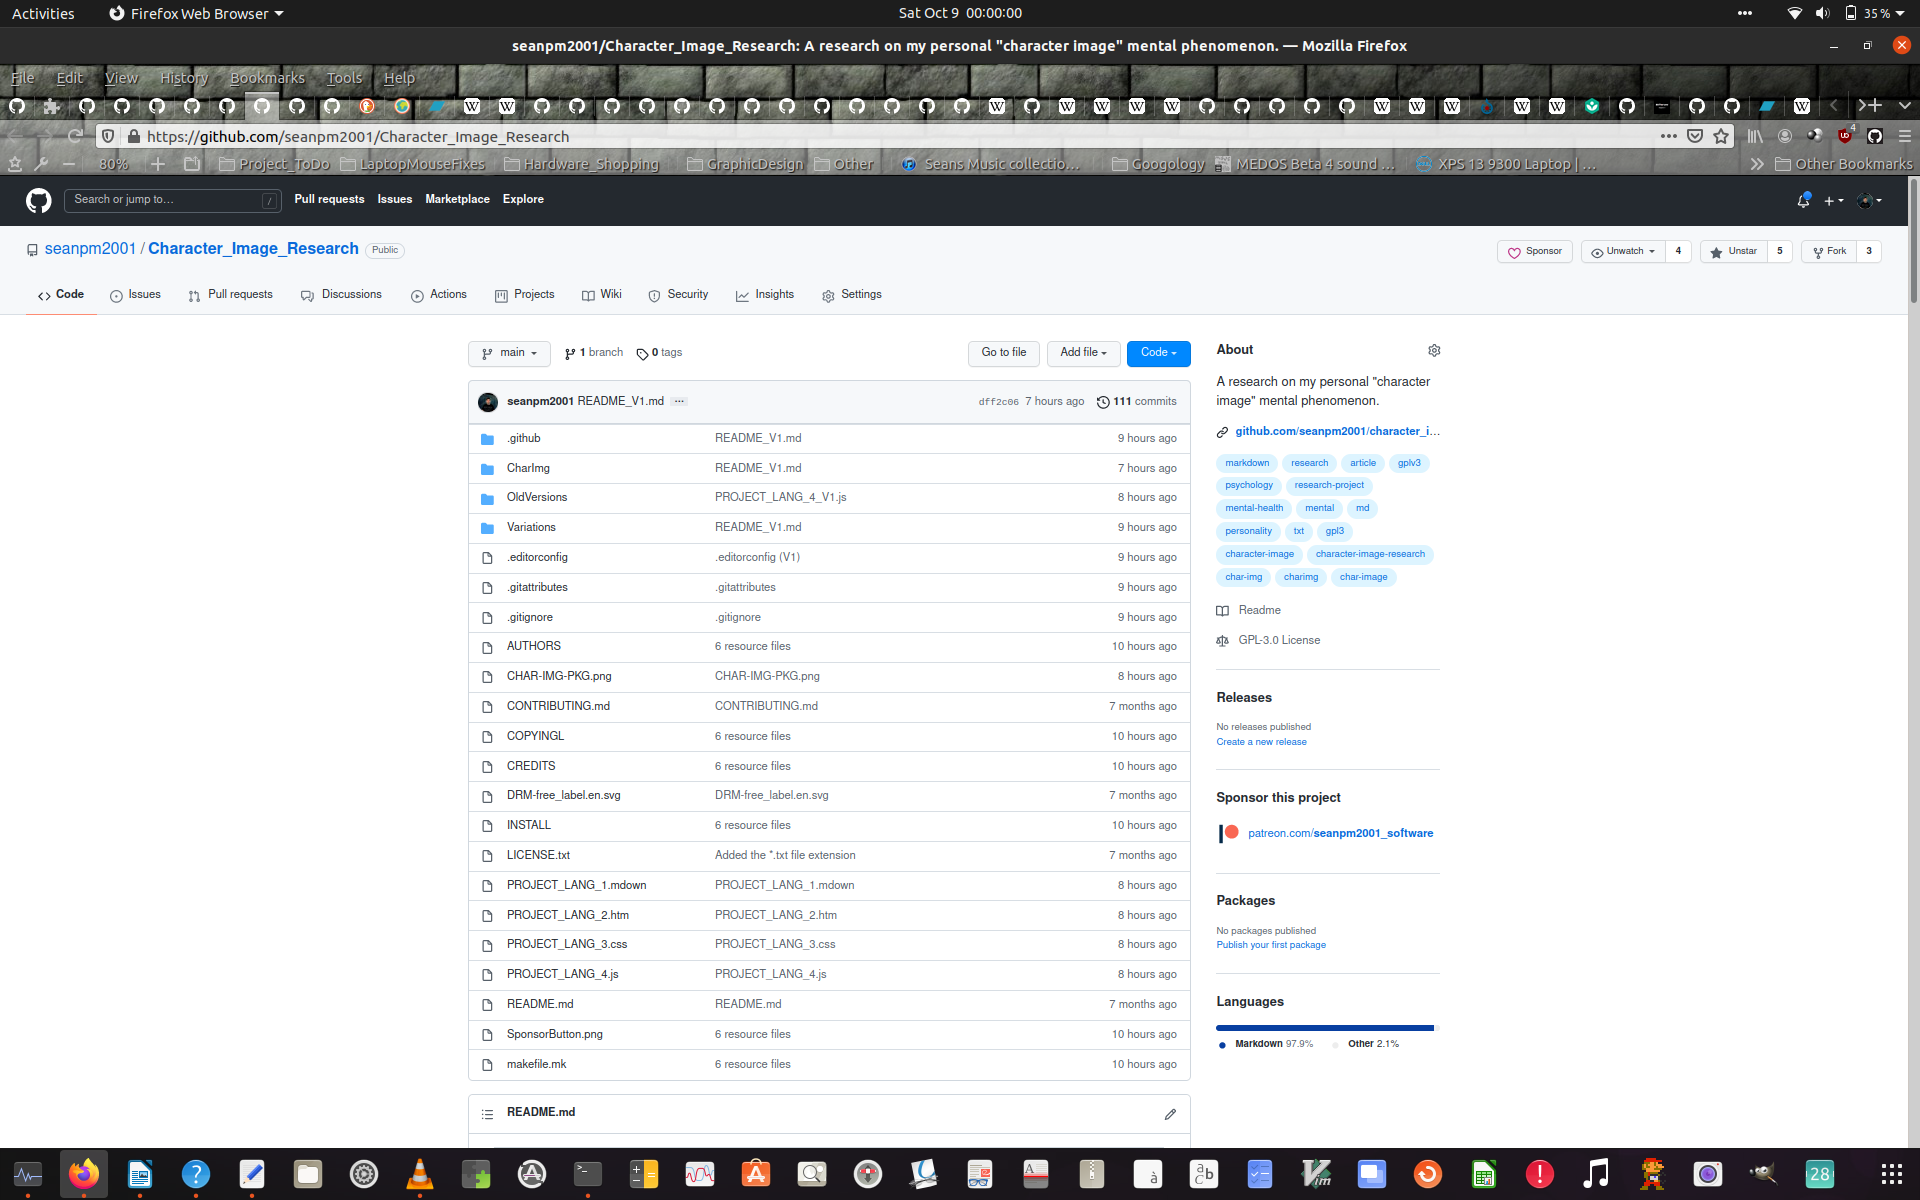 Activities Firefox Web Browser Sat Oct 9 00:00:00 35%
seanpm2001/Character_Image_Research: A research on my personal "character image" mental phenomenon. — Mozilla Firefox
File Edit View History Bookmarks Tools Help
https://github.com/seanpm2001/Character_Image_Research 4
80% Project_ToDo LaptopMouseFixes Hardware_Shopping GraphicDesign Other Seans Music collectio... Googology MEDOS Beta 4 sound ... XPS 13 9300 Laptop | ... Other Bookmarks
Search or jump to... / Pull requests Issues Marketplace Explore
seanpm2001 / Character_Image_Research Public Sponsor Unwatch 4 Unstar 5 Fork 3
Code Issues Pull requests Discussions Actions Projects Wiki Security Insights Settings
main 1 branch 0 tags Go to file Add file Code
seanpm2001 README_V1.md ... dff2c06 7 hours ago 111 commits
.github README_V1.md 9 hours ago
CharImg README_V1.md 7 hours ago
OldVersions PROJECT_LANG_4_V1.js 8 hours ago
Variations README_V1.md 9 hours ago
.editorconfig .editorconfig (V1) 9 hours ago
.gitattributes .gitattributes 9 hours ago
.gitignore .gitignore 9 hours ago
AUTHORS 6 resource files 10 hours ago
CHAR-IMG-PKG.png CHAR-IMG-PKG.png 8 hours ago
CONTRIBUTING.md CONTRIBUTING.md 7 months ago
COPYINGL 6 resource files 10 hours ago
CREDITS 6 resource files 10 hours ago
DRM-free_label.en.svg DRM-free_label.en.svg 7 months ago
INSTALL 6 resource files 10 hours ago
LICENSE.txt Added the *.txt file extension 7 months ago
PROJECT_LANG_1.mdown PROJECT_LANG_1.mdown 8 hours ago
PROJECT_LANG_2.htm PROJECT_LANG_2.htm 8 hours ago
PROJECT_LANG_3.css PROJECT_LANG_3.css 8 hours ago
PROJECT_LANG_4.js PROJECT_LANG_4.js 8 hours ago
README.md README.md 7 months ago
SponsorButton.png 6 resource files 10 hours ago
makefile.mk 6 resource files 10 hours ago
README.md
About
A research on my personal "character
image" mental phenomenon.
github.com/seanpm2001/character_i...
markdown research article gplv3
psychology research-project
mental-health mental md
personality txt gpl3
character-image character-image-research
char-img charimg char-image
Readme
GPL-3.0 License
Releases
No releases published
Create a new release
Sponsor this project
patreon.com/seanpm2001_software
Packages
No packages published
Publish your first package
Languages
Markdown 97.9% Other 2.1%
28